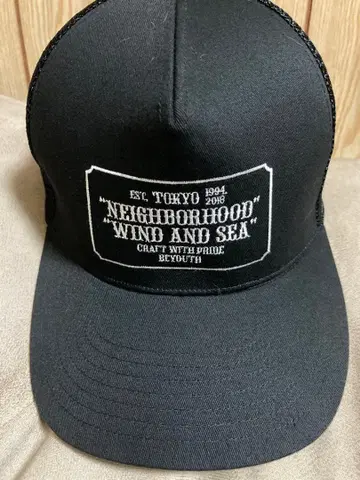 EST. TOKYO 1994. 2018
"NEIGHBORHOOD"
"WIND AND SEA"
CRAFT WITH PRIDE
BEYOUTH